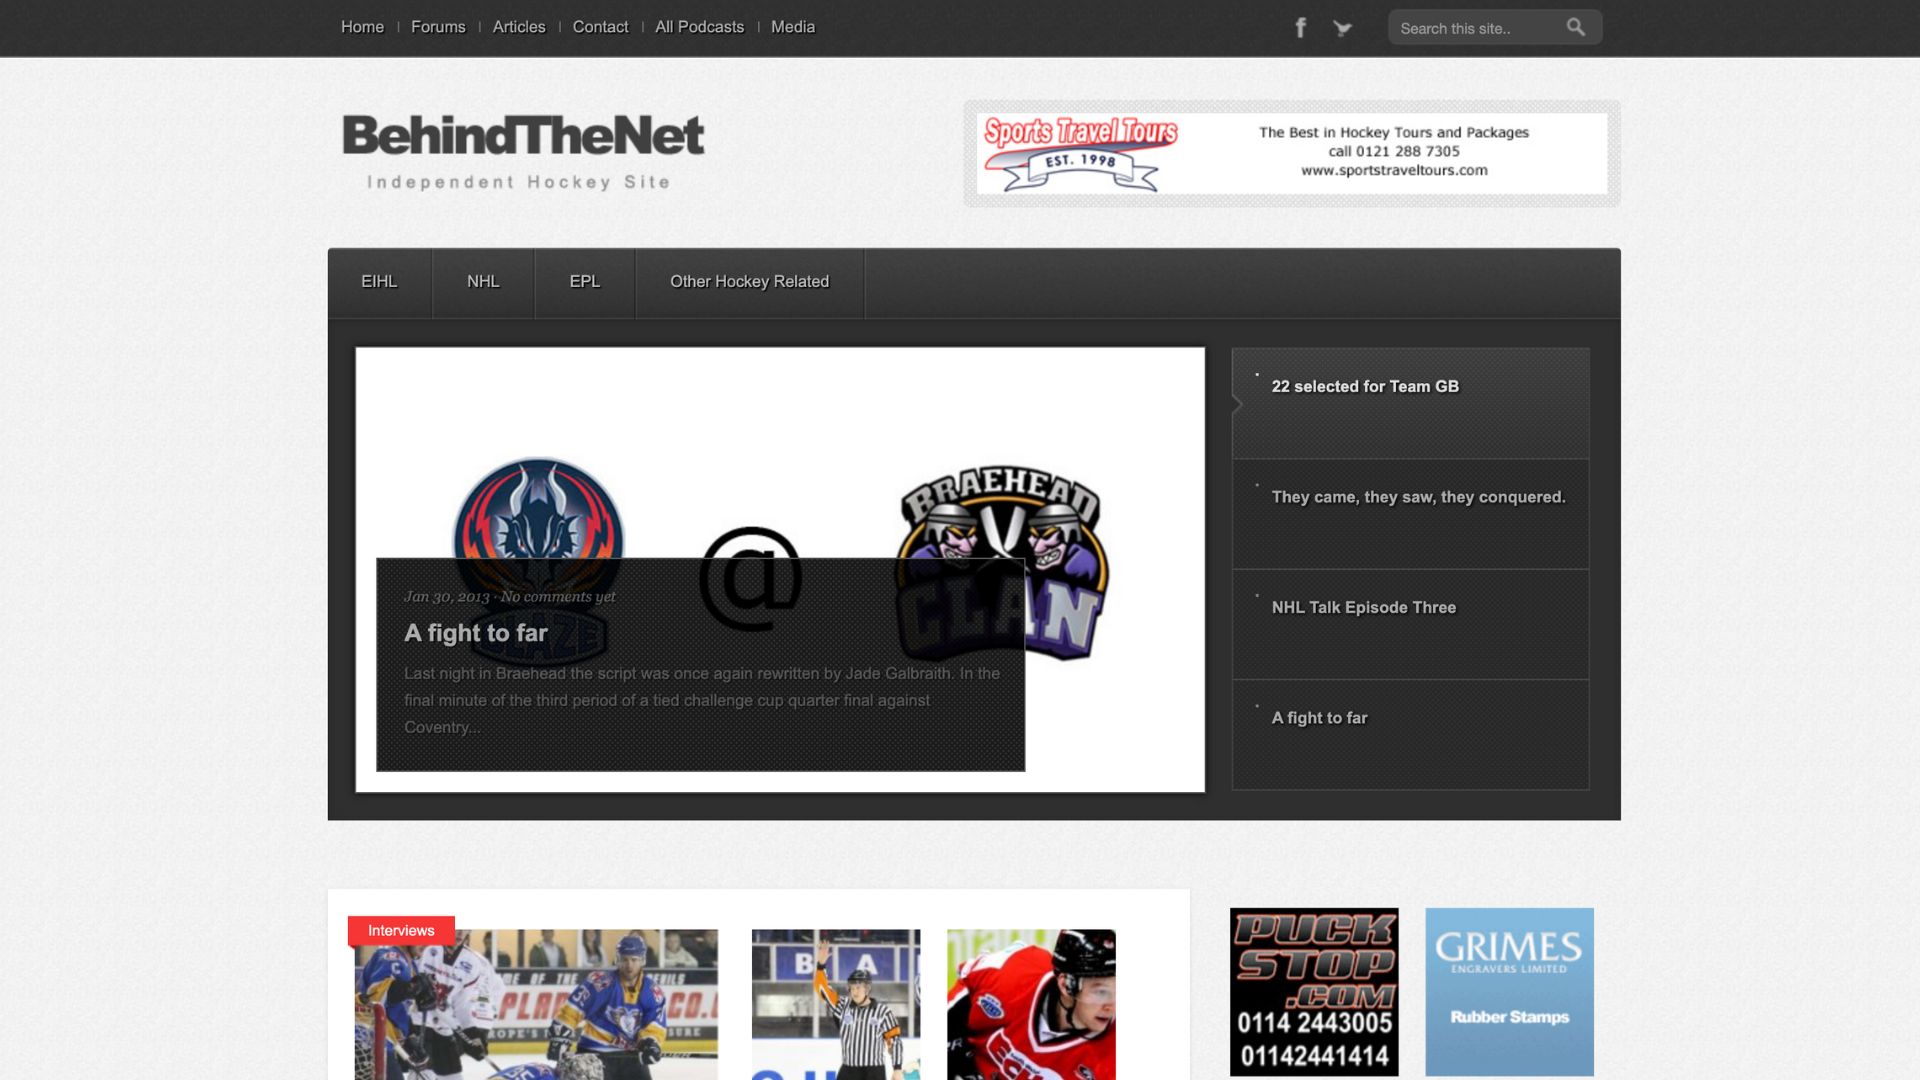 Home
Forums
Articles
Contact
All Podcasts
Media
Search this site..
BehindTheNet
Independent Hockey Site
Sports Travel Tours
EST. 1998
The Best in Hockey Tours and Packages
call 0121 288 7305
www.sportstraveltours.com
EIHL
NHL
EPL
Other Hockey Related
BLAZE
@
BRAEHEAD
CLAN
Jan 30, 2013 · No comments yet
A fight to far
Last night in Braehead the script was once again rewritten by Jade Galbraith. In the
final minute of the third period of a tied challenge cup quarter final against
Coventry...
22 selected for Team GB
They came, they saw, they conquered.
NHL Talk Episode Three
A fight to far
Interviews
PUCK
STOP
.COM
0114 2443005
01142441414
GRIMES
ENGRAVERS LIMITED
Rubber Stamps